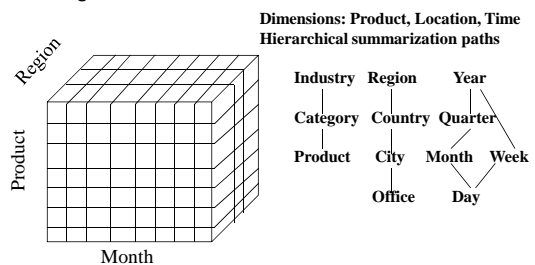 Dimensions: Product, Location, Time
Hierarchical summarization paths
Region
Product
Month
Industry Region Year
Category Country Quarter
Product City Month Week
Office Day